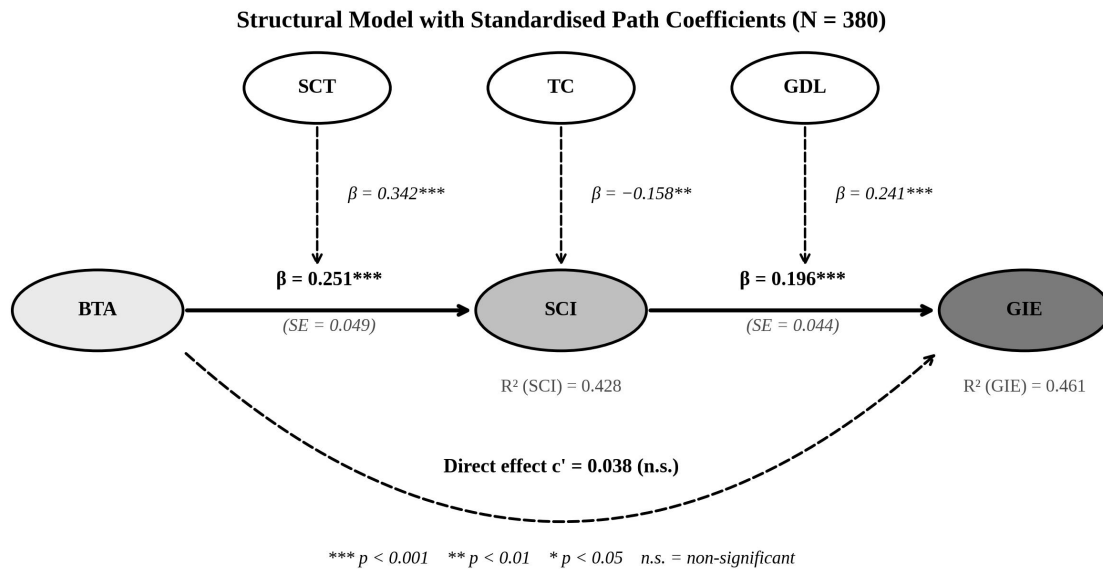 Structural Model with Standardised Path Coefficients (N = 380)
SCT
TC
GDL
β = 0.342***
β = −0.158**
β = 0.241***
β = 0.251***
β = 0.196***
BTA
SCI
GIE
(SE = 0.049)
(SE = 0.044)
R² (SCI) = 0.428
R² (GIE) = 0.461
Direct effect c' = 0.038 (n.s.)
*** p < 0.001 ** p < 0.01 * p < 0.05 n.s. = non-significant